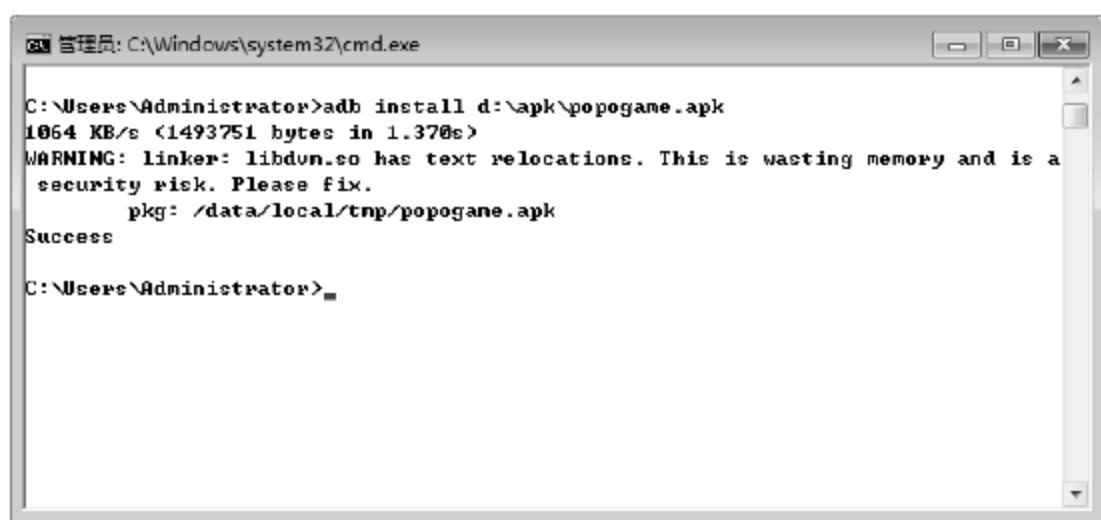 管理员: C:\Windows\system32\cmd.exe
C:\Users\Administrator>adb install d:\apk\popogame.apk
1064 KB/s (1493751 bytes in 1.370s)
WARNING: linker: libdvm.so has text relocations. This is wasting memory and is a
security risk. Please fix.
pkg: /data/local/tmp/popogame.apk
Success
C:\Users\Administrator>_